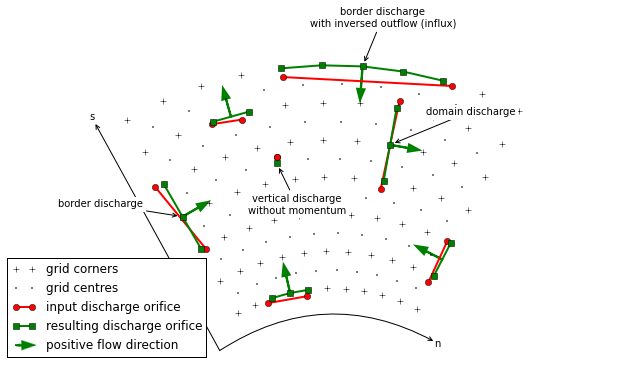 border discharge
with inversed outflow (influx)
s
domain discharge
border discharge
vertical discharge
without momentum
grid corners
grid centres
input discharge orifice
resulting discharge orifice
positive flow direction
n